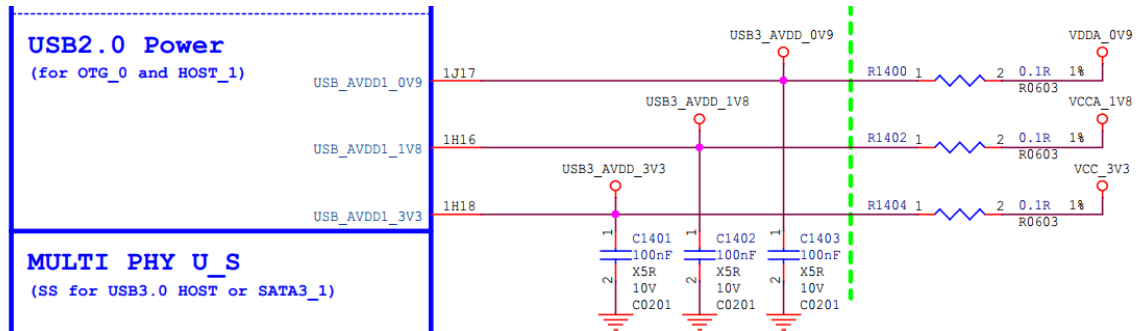 USB2.0 Power
(for OTG_0 and HOST_1)
USB_AVDD1_0V9
1J17
USB3_AVDD_0V9
R1400 1
2 0.1R 1%
R0603
VDDA_0V9
USB_AVDD1_1V8
1H16
USB3_AVDD_1V8
R1402 1
2 0.1R 1%
R0603
VCCA_1V8
USB_AVDD1_3V3
1H18
USB3_AVDD_3V3
R1404 1
2 0.1R 1%
R0603
VCC_3V3
1
2
C1401
100nF
X5R
10V
C0201
1
2
C1402
100nF
X5R
10V
C0201
1
2
C1403
100nF
X5R
10V
C0201
MULTI PHY U_S
(SS for USB3.0 HOST or SATA3_1)